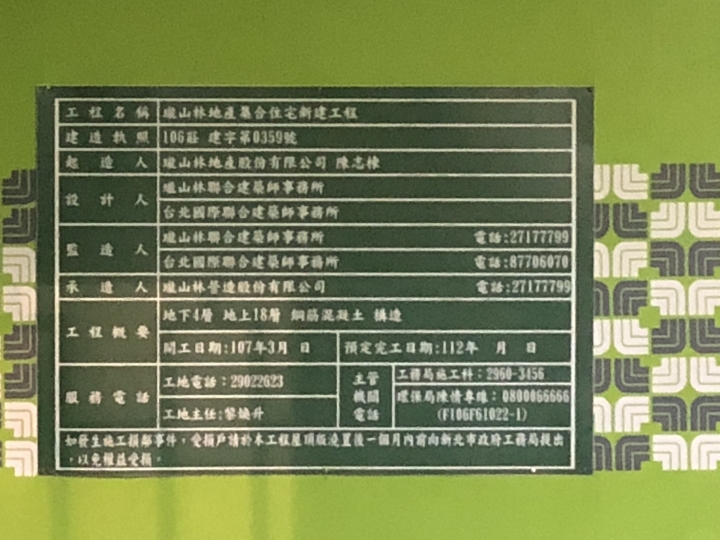 工程名稱 璞山林地產集合住宅新建工程
建造執照 106莊 建字第0359號
起造人 山林地產股份有限公司 陳志棟
設計人 山林聯合建築師事務所
台北國際聯合建築師事務所
監造人 山林聯合建築師事務所 電話:27177799
台北國際聯合建築師事務所 電話:87706070
承造人 山林營造股份有限公司 電話:27177799
工程概要 地下4層 地上18層 鋼筋混凝土 構造
開工日期:107年3月 日 預定完工日期:112年 月 日
服務電話 工地電話:29022623 主管機關電話 工務局施工科:2960-3456
環保局陳情專線:0800066666
工地主任:黎 升 (F106F61022-1)
如發生施工損鄰事件,受損戶請於本工程屋頂版澆置後一個月內前向新北市政府工務局提出
,以免權益受損。